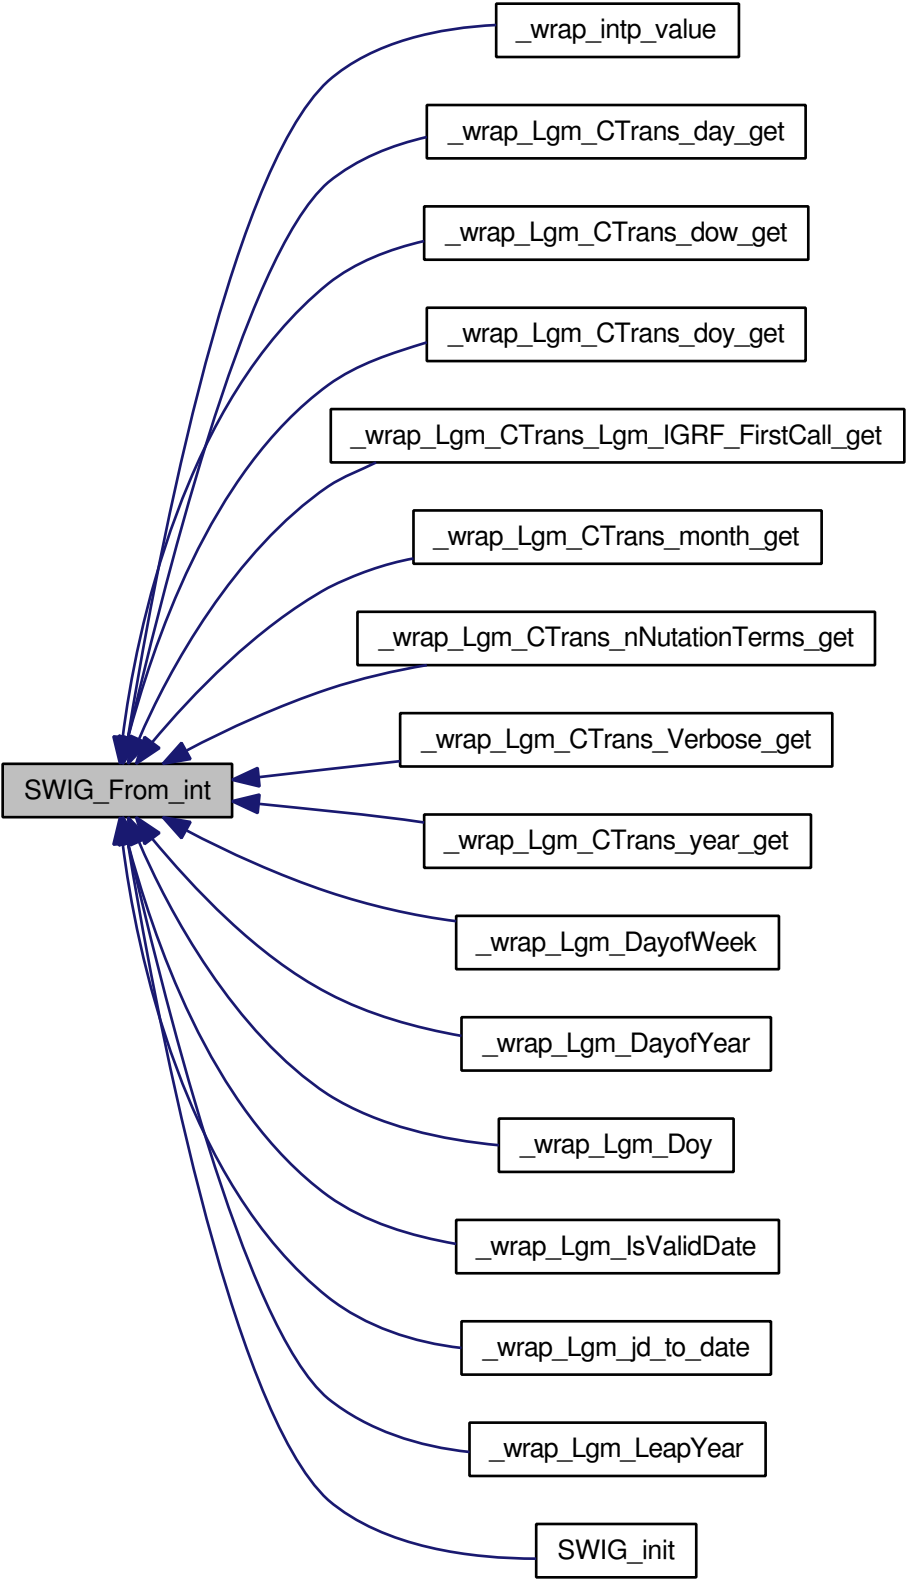 _wrap_intp_value
_wrap_Lgm_CTrans_day_get
_wrap_Lgm_CTrans_dow_get
_wrap_Lgm_CTrans_doy_get
_wrap_Lgm_CTrans_Lgm_IGRF_FirstCall_get
_wrap_Lgm_CTrans_month_get
_wrap_Lgm_CTrans_nNutationTerms_get
_wrap_Lgm_CTrans_Verbose_get
SWIG_From_int
_wrap_Lgm_CTrans_year_get
_wrap_Lgm_DayofWeek
_wrap_Lgm_DayofYear
_wrap_Lgm_Doy
_wrap_Lgm_IsValidDate
_wrap_Lgm_jd_to_date
_wrap_Lgm_LeapYear
SWIG_init